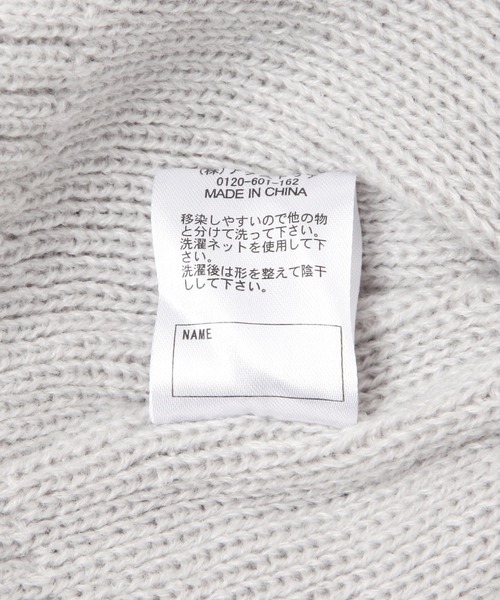 (株)
0120-601-162
MADE IN CHINA
移染しやすいので他の物
と分けて洗って下さい。
洗濯ネットを使用して下
さい。
洗濯後は形を整えて陰干
しして下さい。
NAME